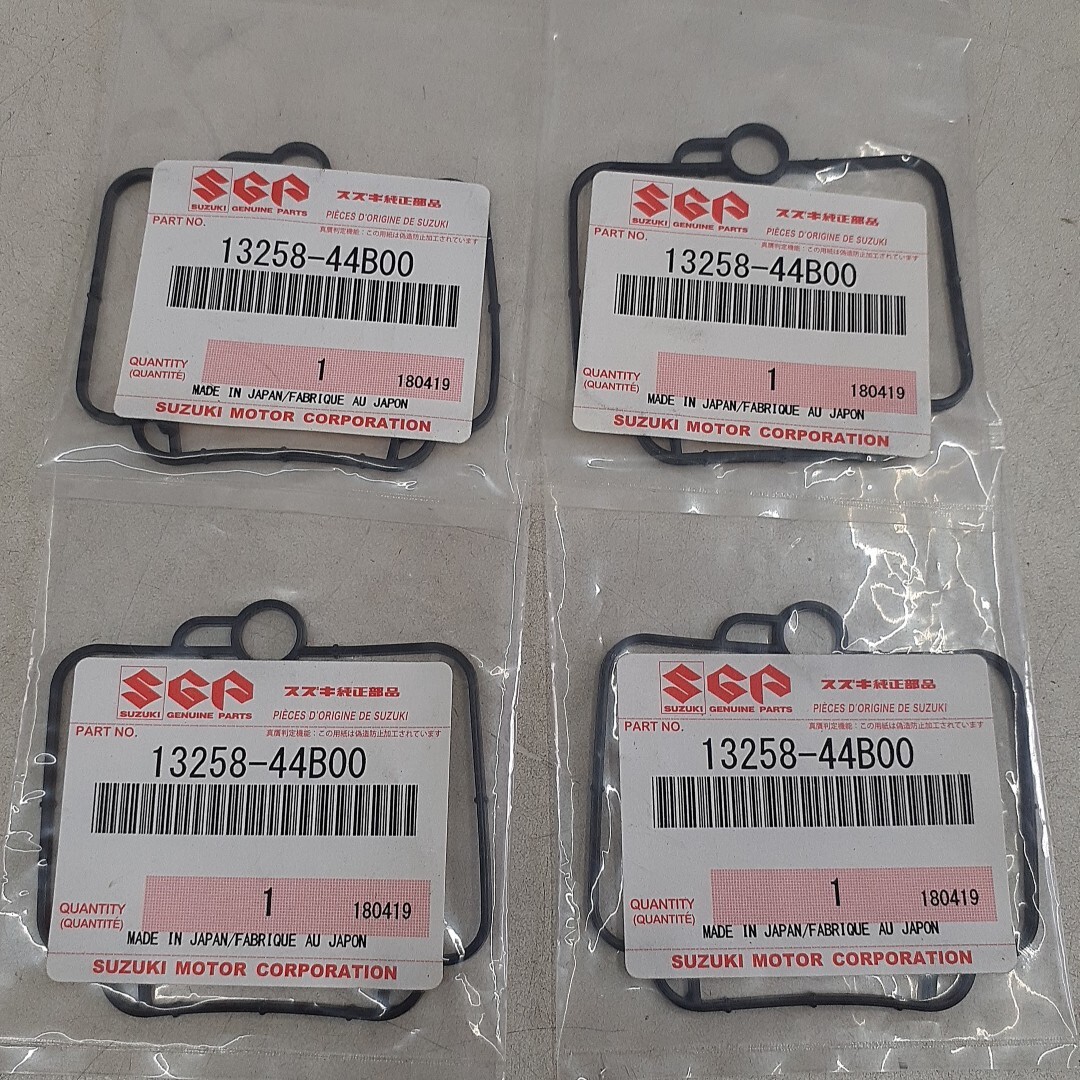 SGP スズキ純正部品
SUZUKI GENUINE PARTS PIÈCES D'ORIGINE DE SUZUKI
PART NO. 真贋判定機能：この用紙は偽造防止加工されています
13258-44B00
QUANTITY 1
(QUANTITÉ) 180419
MADE IN JAPAN/FABRIQUE AU JAPON
SUZUKI MOTOR CORPORATION
SGP スズキ純正部品
SUZUKI GENUINE PARTS PIÈCES D'ORIGINE DE SUZUKI
PART NO. 真贋判定機能：この用紙は偽造防止加工されています
13258-44B00
QUANTITY 1
(QUANTITÉ) 180419
MADE IN JAPAN/FABRIQUE AU JAPON
SUZUKI MOTOR CORPORATION
SGP スズキ純正部品
SUZUKI GENUINE PARTS PIÈCES D'ORIGINE DE SUZUKI
PART NO. 真贋判定機能：この用紙は偽造防止加工されています
13258-44B00
QUANTITY 1
(QUANTITÉ) 180419
MADE IN JAPAN/FABRIQUE AU JAPON
SUZUKI MOTOR CORPORATION
SGP スズキ純正部品
SUZUKI GENUINE PARTS PIÈCES D'ORIGINE DE SUZUKI
PART NO. 真贋判定機能：この用紙は偽造防止加工されています
13258-44B00
QUANTITY 1
(QUANTITÉ) 180419
MADE IN JAPAN/FABRIQUE AU JAPON
SUZUKI MOTOR CORPORATION